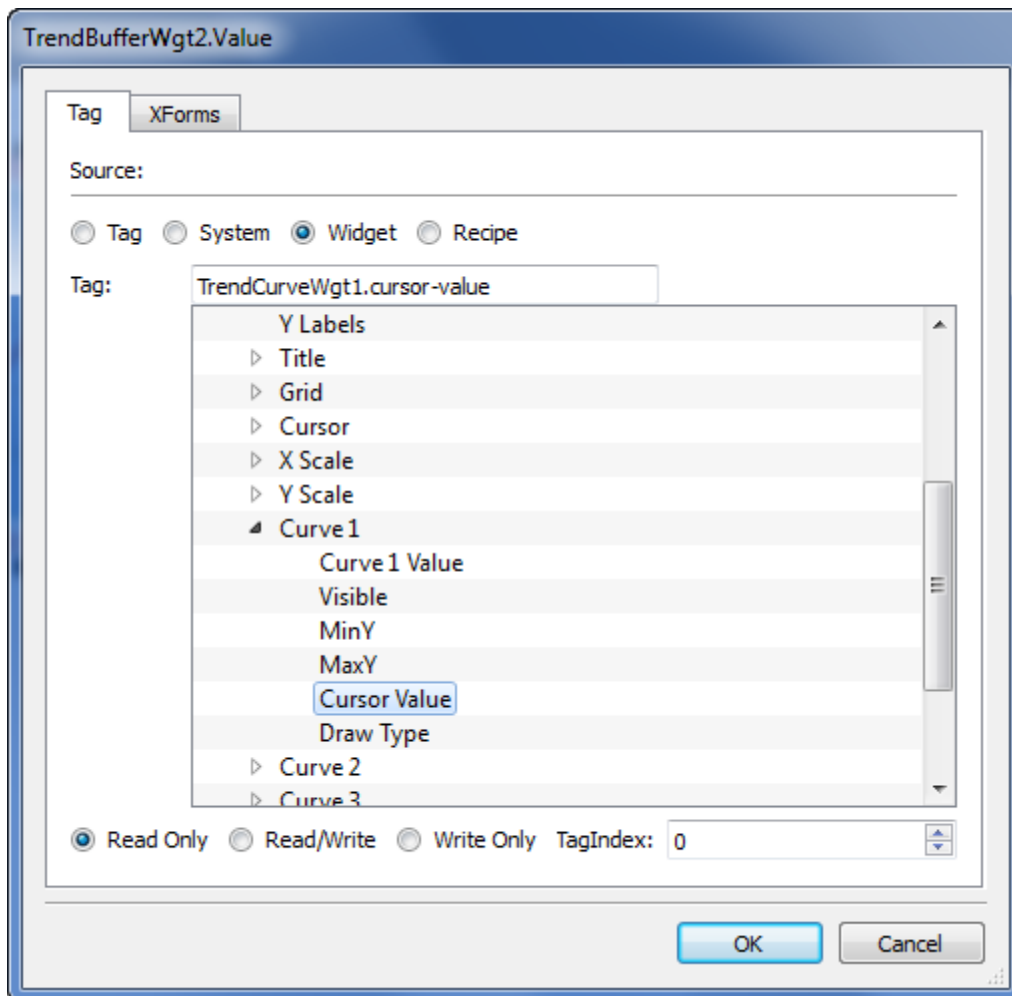 TrendBufferWgt2.Value
Tag XForms
Source:
Tag System Widget Recipe
Tag: TrendCurveWgt1.cursor-value
Y Labels
Title
Grid
Cursor
X Scale
Y Scale
Curve 1
Curve 1 Value
Visible
MinY
MaxY
Cursor Value
Draw Type
Curve 2
Curve 3
Read Only Read/Write Write Only TagIndex: 0
OK Cancel